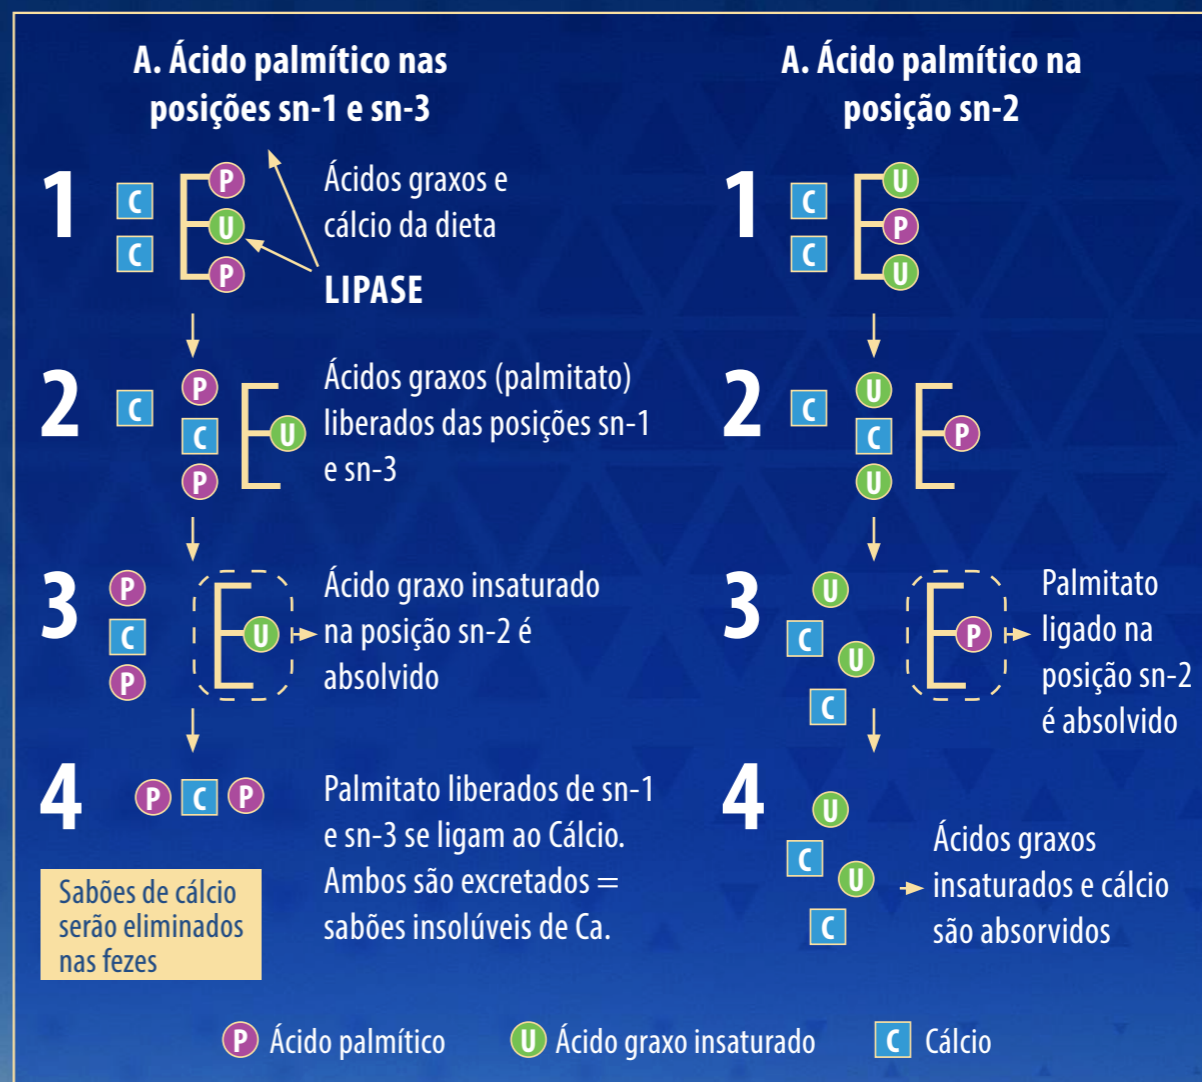 A. Ácido palmítico nas
posições sn-1 e sn-3
1
C
C
P
U
P
Ácidos graxos e
cálcio da dieta
LIPASE
2
C
P
C
P
U
Ácidos graxos (palmitato)
liberados das posições sn-1
e sn-3
3
P
C
P
U
Ácido graxo insaturado
na posição sn-2 é
absolvido
4
P C P
Palmitato liberados de sn-1
e sn-3 se ligam ao Cálcio.
Ambos são excretados =
sabões insolúveis de Ca.
Sabões de cálcio
serão eliminados
nas fezes
A. Ácido palmítico na
posição sn-2
1
C
C
U
P
U
2
C
U
C
U
P
3
U
C
U
C
P
Palmitato
ligado na
posição sn-2
é absolvido
4
U
C
U
C
Ácidos graxos
insaturados e cálcio
são absorvidos
P Ácido palmítico
U Ácido graxo insaturado
C Cálcio